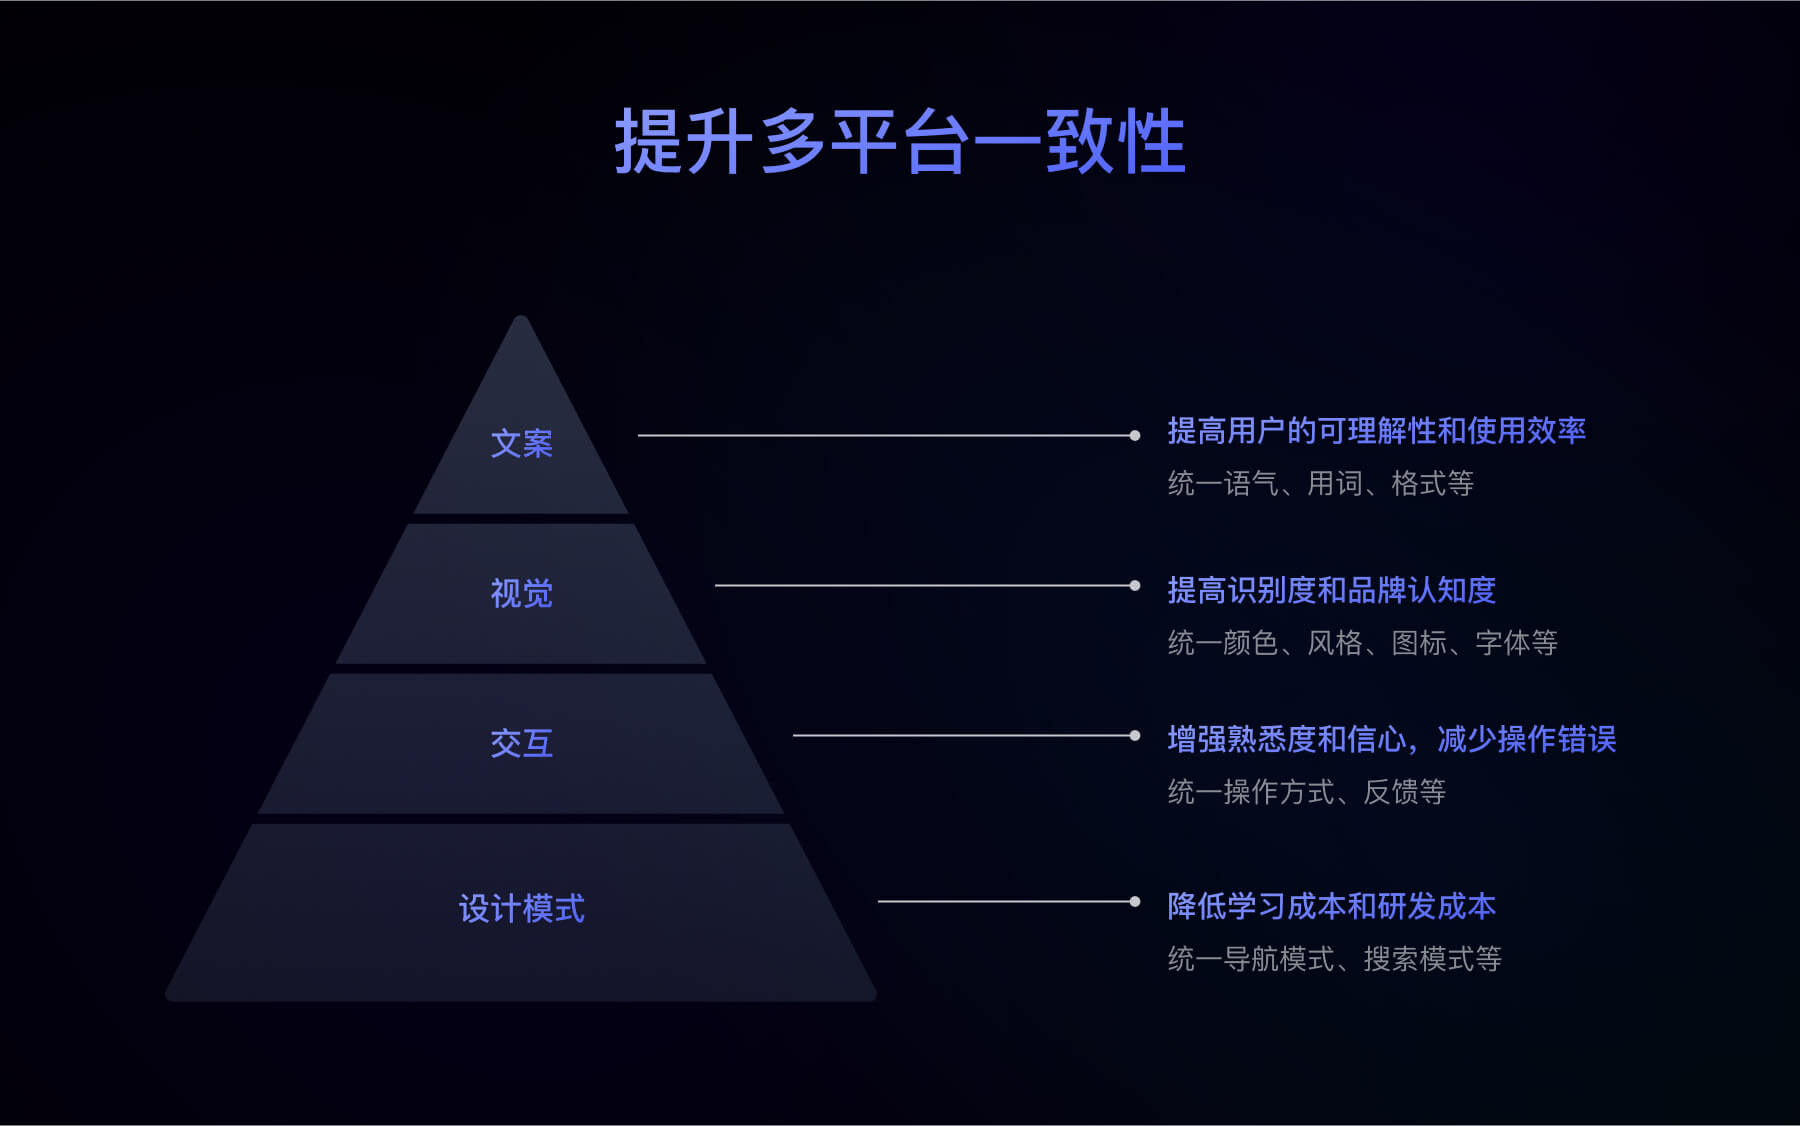 提升多平台一致性
文案
提高用户的可理解性和使用效率
统一语气、用词、格式等
视觉
提高识别度和品牌认知度
统一颜色、风格、图标、字体等
交互
增强熟悉度和信心，减少操作错误
统一操作方式、反馈等
设计模式
降低学习成本和研发成本
统一导航模式、搜索模式等